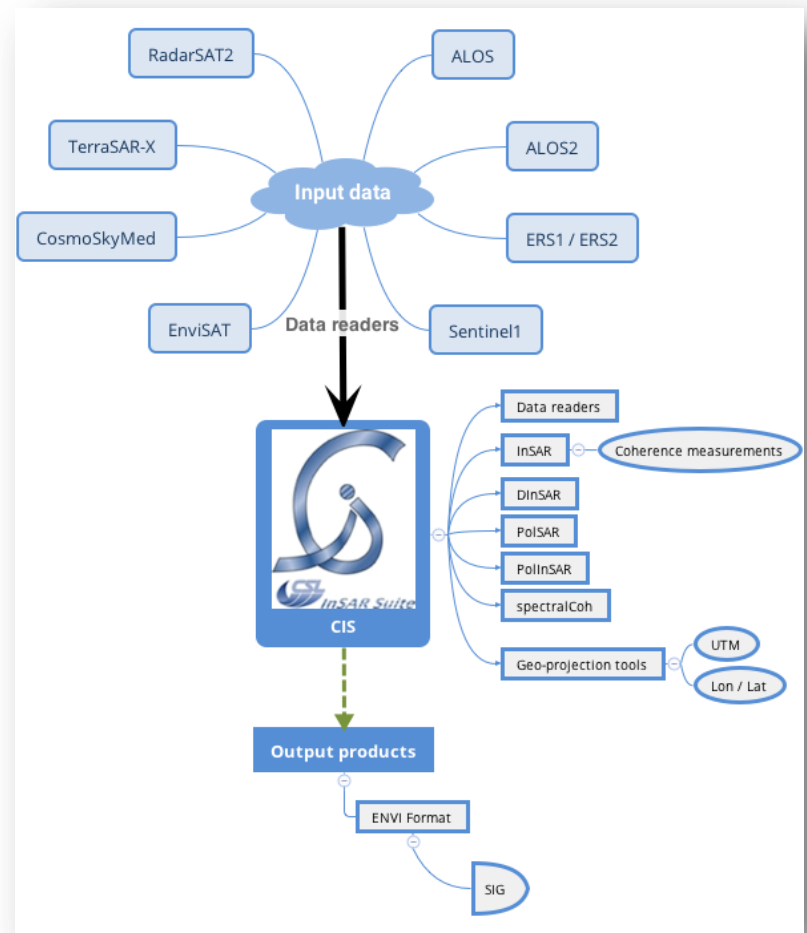 RadarSAT2
ALOS
TerraSAR-X
ALOS2
Input data
CosmoSkyMed
ERS1 / ERS2
EnviSAT
Data readers
Sentinel1
Data readers
InSAR
Coherence measurements
DInSAR
PolSAR
PolInSAR
spectralCoh
CSL
InSAR Suite
CIS
Geo-projection tools
UTM
Lon / Lat
Output products
ENVI Format
SIG